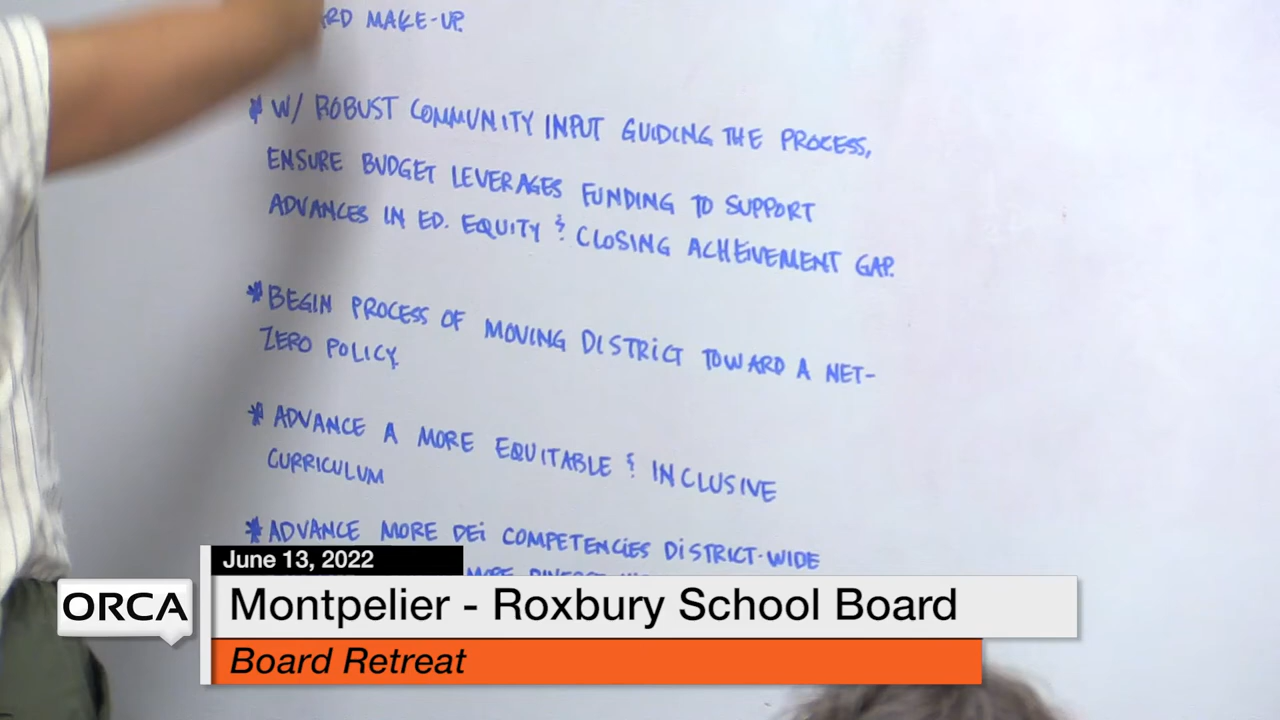 MAKE-UP.
* W/ ROBUST COMMUNITY INPUT GUIDING THE PROCESS,
ENSURE BUDGET LEVERAGES FUNDING TO SUPPORT
ADVANCES IN ED. EQUITY & CLOSING ACHEIVEMENT GAP.
* BEGIN PROCESS OF MOVING DISTRICT TOWARD A NET-
ZERO POLICY.
* ADVANCE A MORE EQUITABLE & INCLUSIVE
CURRICULUM
* ADVANCE MORE DEi COMPETENCIES DISTRICT-WIDE
MORE
June 13, 2022
ORCA
Montpelier - Roxbury School Board
Board Retreat